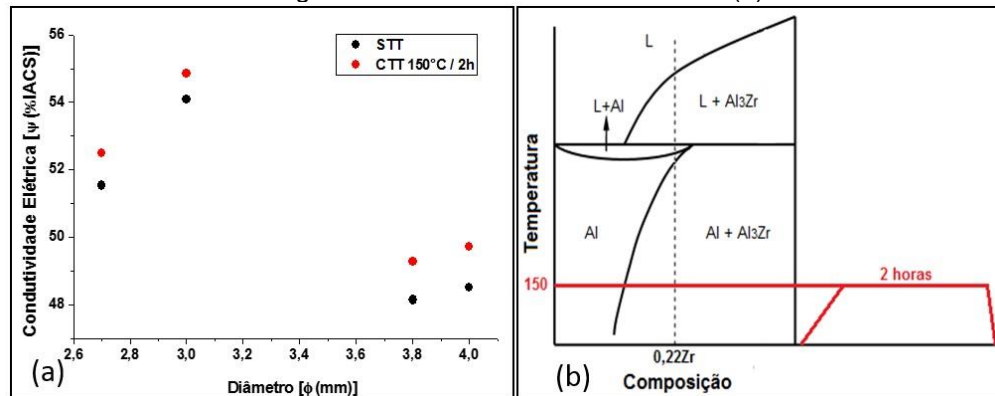 Condutividade Elétrica [ψ (%IACS)]
56
54
52
50
48
2,6
2,8
3,0
3,2
3,4
3,6
3,8
4,0
Diâmetro [ϕ (mm)]
STT
CTT 150°C / 2h
(a)
Temperatura
L
L+Al
L + Al3Zr
Al
Al + Al3Zr
150
2 horas
0,22Zr
Composição
(b)